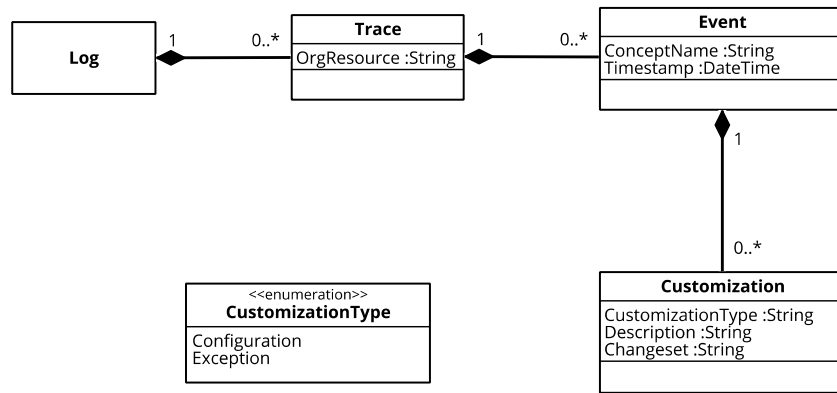 Log
1
0..*
Trace
OrgResource :String
1
0..*
Event
ConceptName :String
Timestamp :DateTime
1
0..*
<<enumeration>>
CustomizationType
Configuration
Exception
Customization
CustomizationType :String
Description :String
Changeset :String